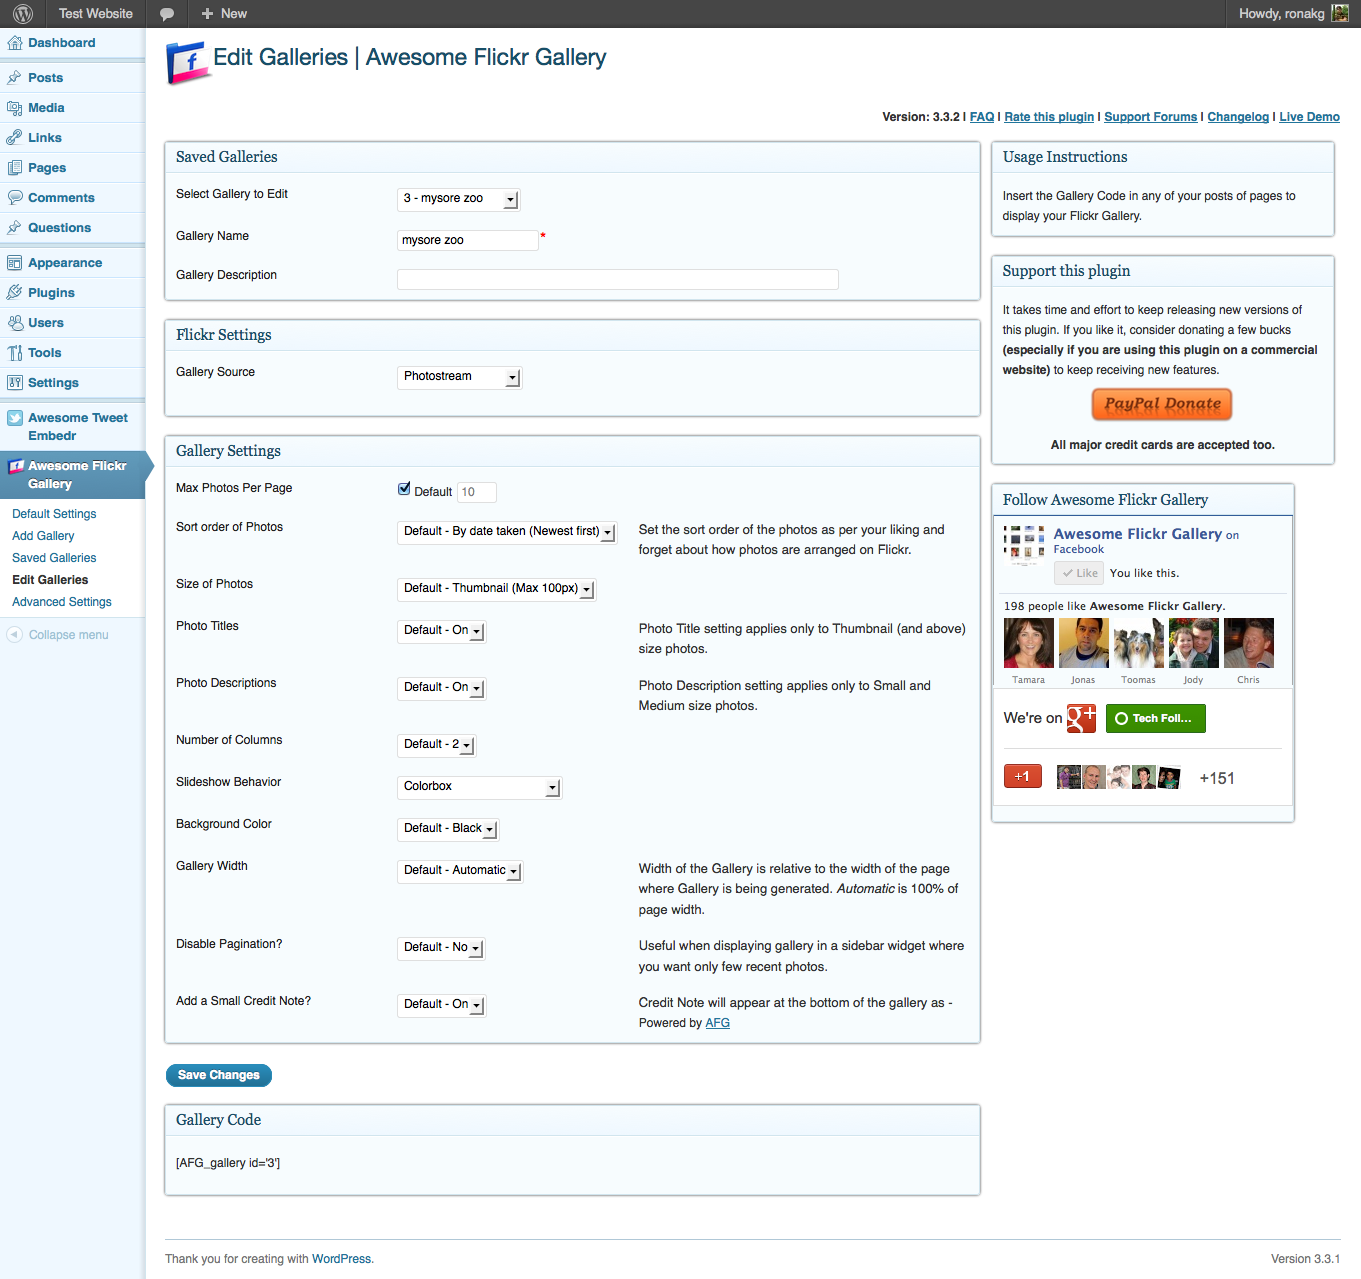 Test Website
New
Howdy, ronakg
Dashboard
Posts
Media
Links
Pages
Comments
Questions
Appearance
Plugins
Users
Tools
Settings
Awesome Tweet
Embedr
Awesome Flickr
Gallery
Default Settings
Add Gallery
Saved Galleries
Edit Galleries
Advanced Settings
Collapse menu
Edit Galleries | Awesome Flickr Gallery
Version: 3.3.2 | FAQ | Rate this plugin | Support Forums | Changelog | Live Demo
Saved Galleries
Select Gallery to Edit
3 - mysore zoo
Gallery Name
mysore zoo
*
Gallery Description
Flickr Settings
Gallery Source
Photostream
Gallery Settings
Max Photos Per Page
Default 10
Sort order of Photos
Default - By date taken (Newest first)
Set the sort order of the photos as per your liking and
forget about how photos are arranged on Flickr.
Size of Photos
Default - Thumbnail (Max 100px)
Photo Titles
Default - On
Photo Title setting applies only to Thumbnail (and above)
size photos.
Photo Descriptions
Default - On
Photo Description setting applies only to Small and
Medium size photos.
Number of Columns
Default - 2
Slideshow Behavior
Colorbox
Background Color
Default - Black
Gallery Width
Default - Automatic
Width of the Gallery is relative to the width of the page
where Gallery is being generated. Automatic is 100% of
page width.
Disable Pagination?
Default - No
Useful when displaying gallery in a sidebar widget where
you want only few recent photos.
Add a Small Credit Note?
Default - On
Credit Note will appear at the bottom of the gallery as -
Powered by AFG
Save Changes
Gallery Code
[AFG_gallery id='3']
Usage Instructions
Insert the Gallery Code in any of your posts of pages to
display your Flickr Gallery.
Support this plugin
It takes time and effort to keep releasing new versions of
this plugin. If you like it, consider donating a few bucks
(especially if you are using this plugin on a commercial
website) to keep receiving new features.
PayPal Donate
All major credit cards are accepted too.
Follow Awesome Flickr Gallery
Awesome Flickr Gallery on
Facebook
Like
You like this.
198 people like Awesome Flickr Gallery.
Tamara
Jonas
Toomas
Jody
Chris
We're on
g+
Tech Foll...
+1
+151
Thank you for creating with WordPress.
Version 3.3.1